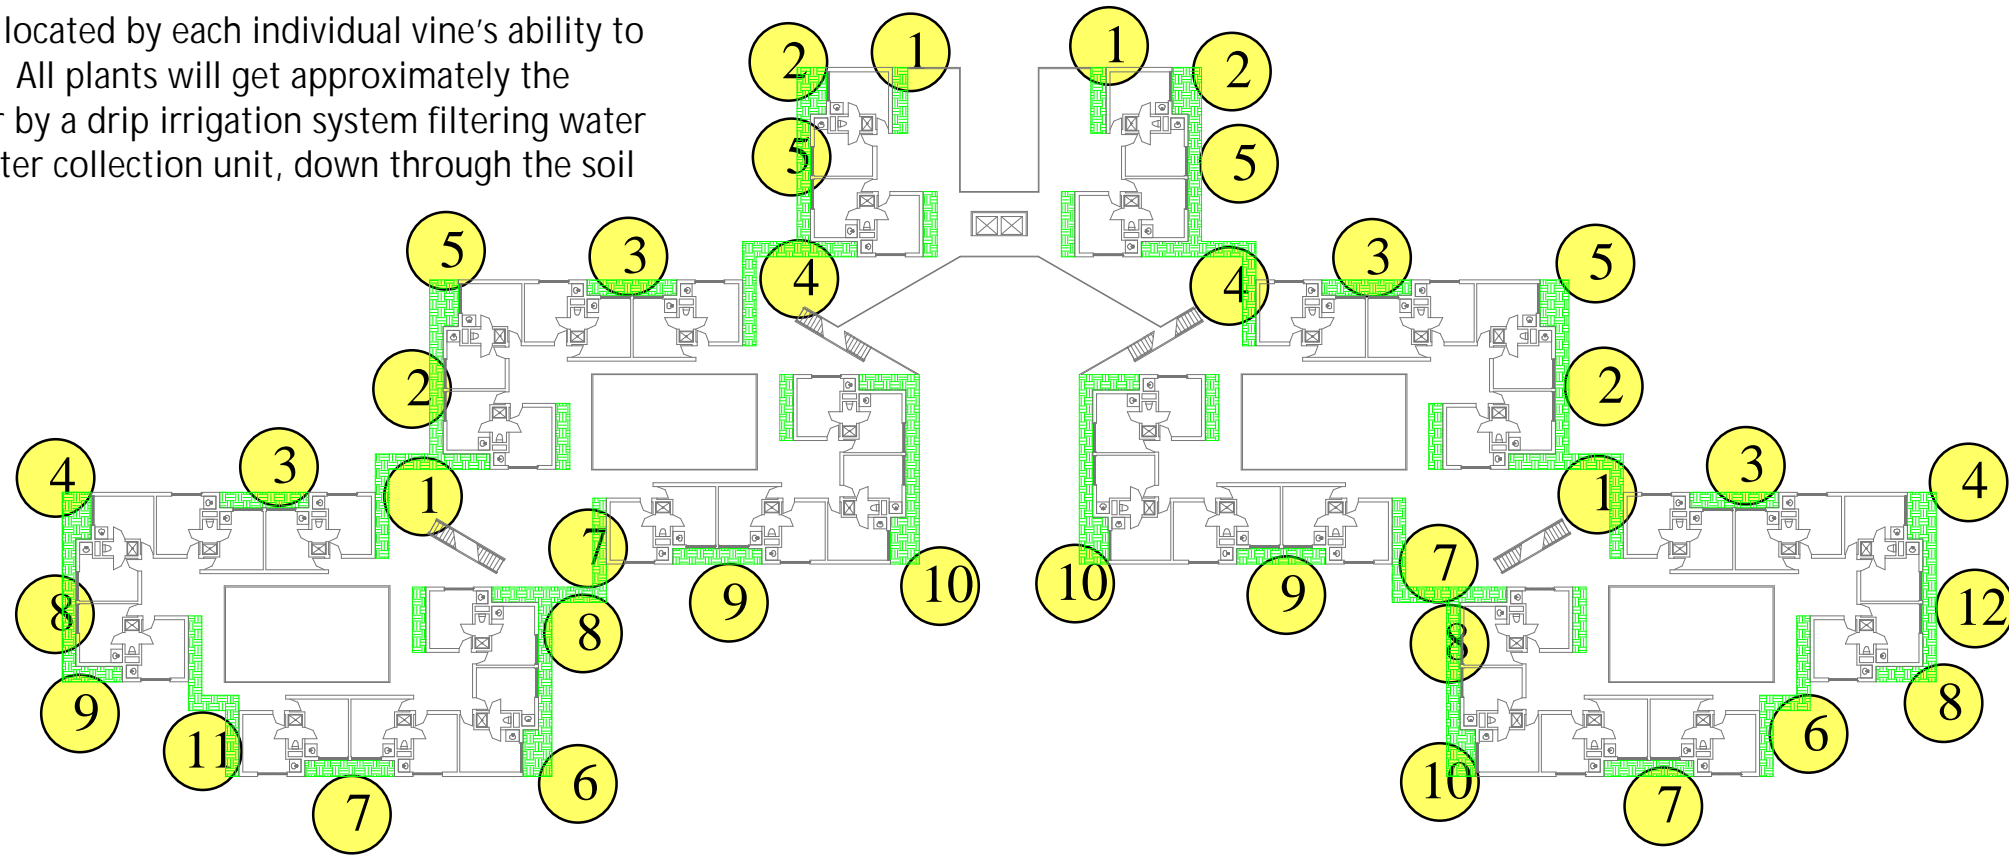 located by each individual vine's ability to
All plants will get approximately the
r by a drip irrigation system filtering water
ter collection unit, down through the soil
2 1 1 2
5 5
5 3 4 4 3 5
2 2
4 3 1 1 3 4
8 7 9 10 10 9 7 12
8 8
9 11 7 6 10 7 6 8